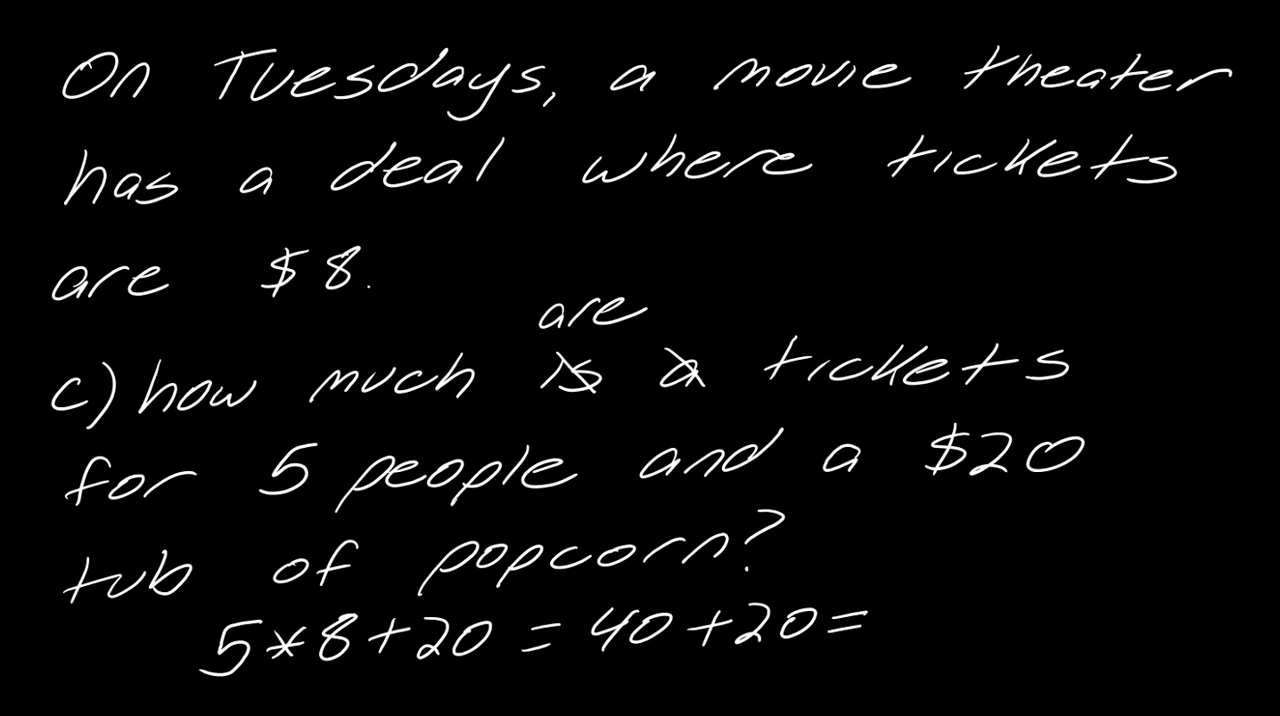 On Tuesdays, a movie theater
has a deal where tickets
are $8.
are
c) how much is a tickets
for 5 people and a $20
tub of popcorn?
5*8+20 = 40+20=